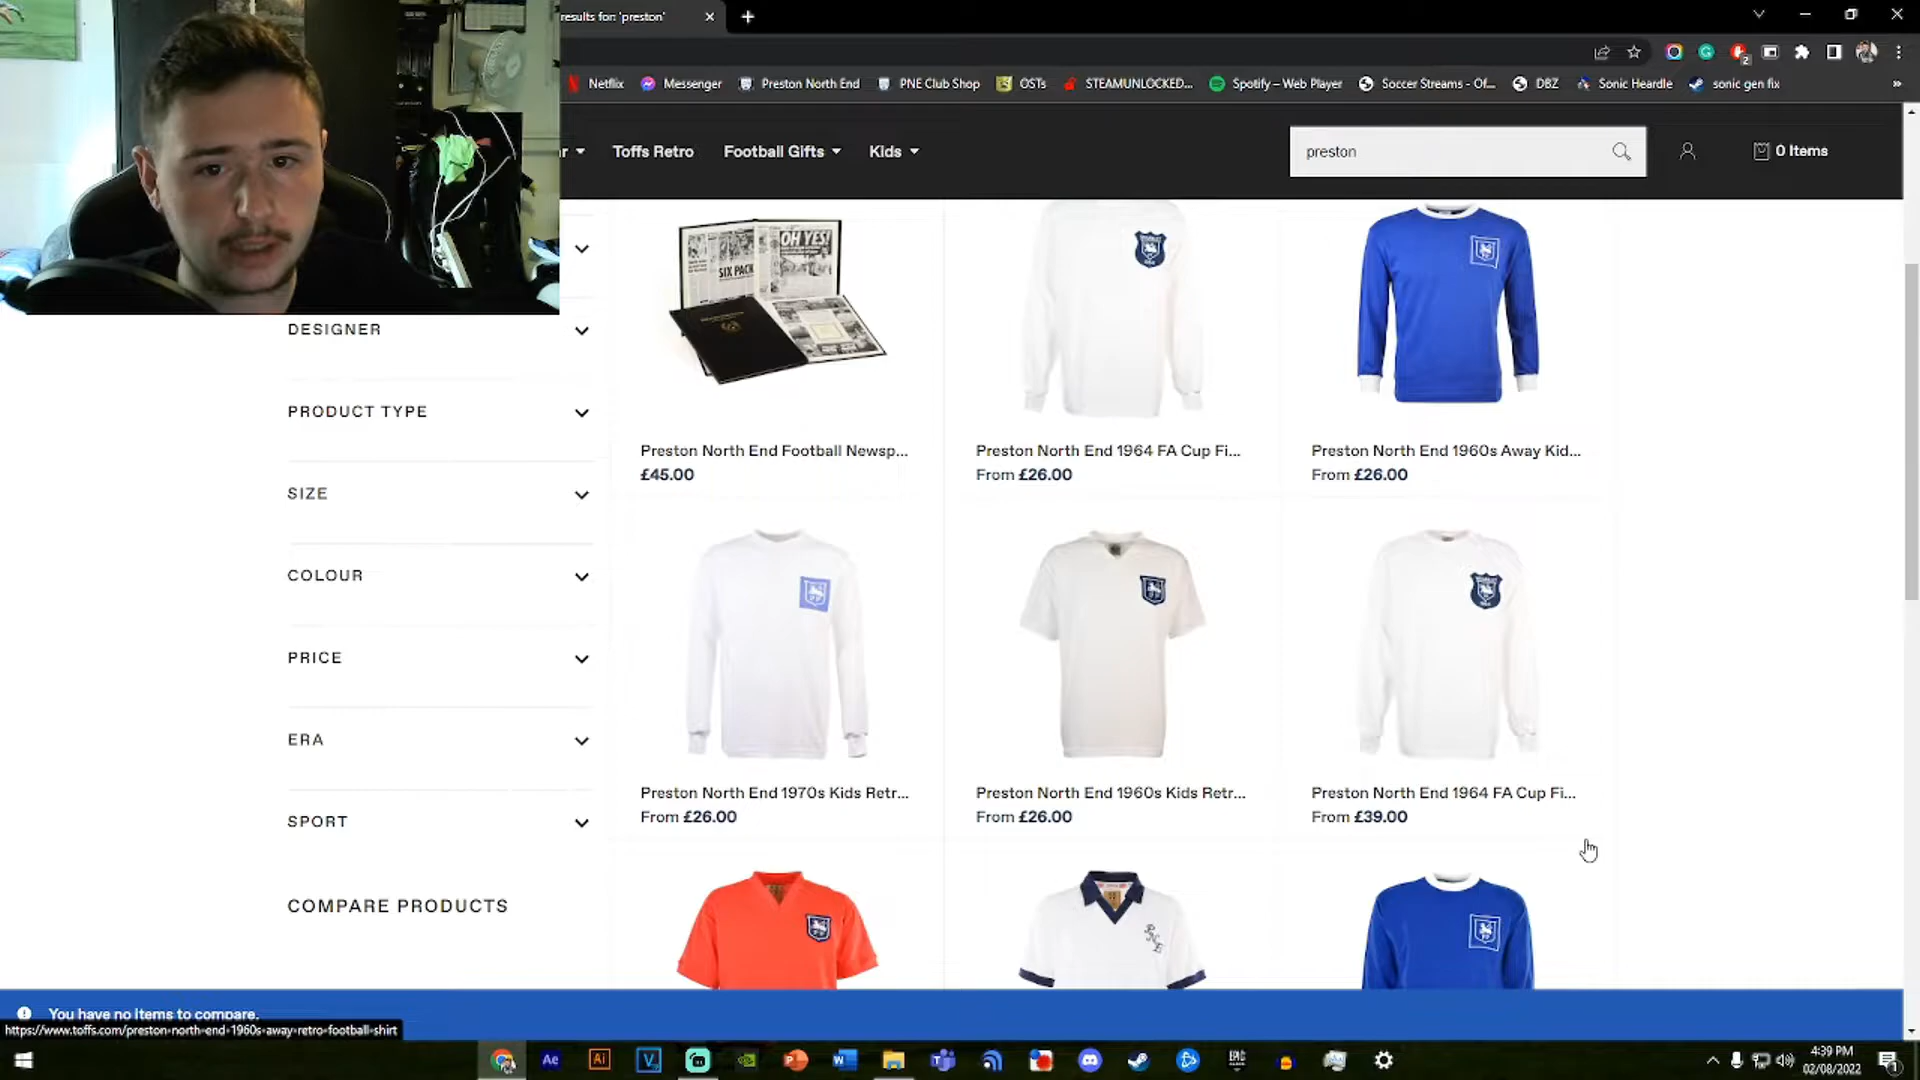 results for: 'preston'
Netflix
Messenger
Preston North End
PNE Club Shop
OSTs
STEAMUNLOCKED...
Spotify – Web Player
Soccer Streams - Of...
DBZ
Sonic Heardle
sonic gen fix
»
Toffs Retro
Football Gifts
Kids
preston
0 Items
OH YES!
SIX PACK
DESIGNER
PRODUCT TYPE
SIZE
COLOUR
PRICE
ERA
SPORT
COMPARE PRODUCTS
Preston North End Football Newsp...
£45.00
Preston North End 1964 FA Cup Fi...
From £26.00
Preston North End 1960s Away Kid...
From £26.00
Preston North End 1970s Kids Retr...
From £26.00
Preston North End 1960s Kids Retr...
From £26.00
Preston North End 1964 FA Cup Fi...
From £39.00
You have no items to compare.
https://www.toffs.com/preston-north-end-1960s-away-retro-football-shirt
Ae
Ai
4:39 PM
02/08/2022